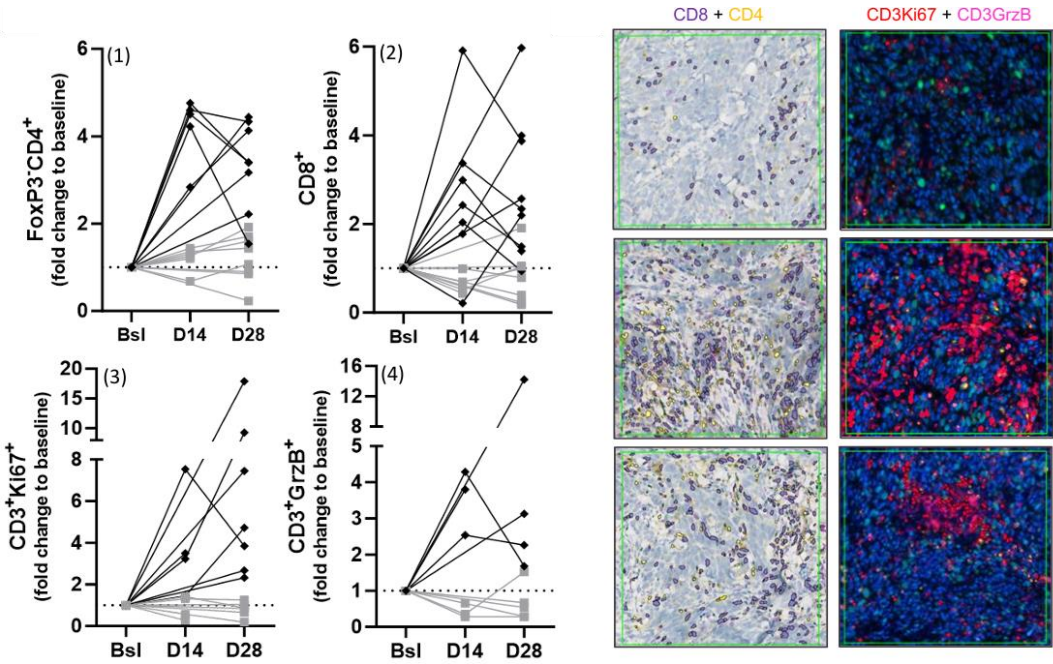 CD8 + CD4
CD3Ki67 + CD3GrzB
(1)
FoxP3⁻CD4⁺
(fold change to baseline)
6
4
2
0
Bsl D14 D28
(2)
CD8⁺
(fold change to baseline)
6
4
2
0
Bsl D14 D28
(3)
CD3⁺Ki67⁺
(fold change to baseline)
20
15
10
8
6
4
2
0
Bsl D14 D28
(4)
CD3⁺GrzB⁺
(fold change to baseline)
16
12
8
5
4
3
2
1
0
Bsl D14 D28